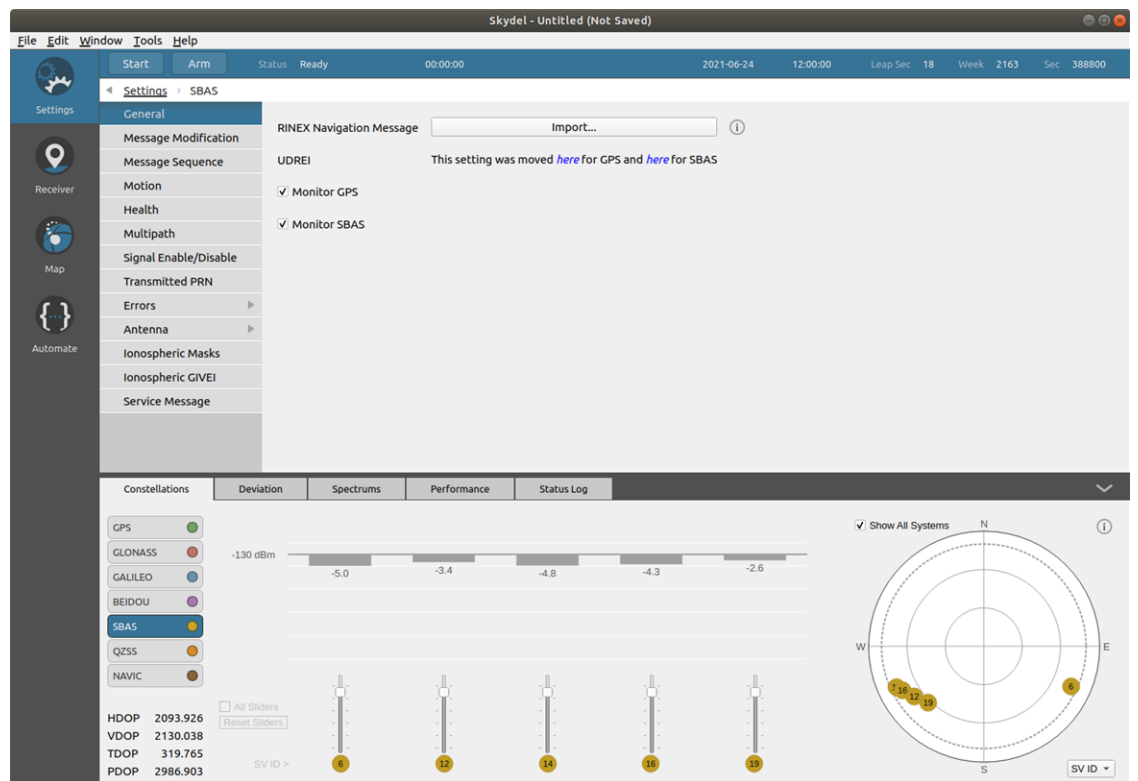 Skydel - Untitled (Not Saved)
File Edit Window Tools Help
Start Arm Status Ready 00:00:00 2021-06-24 12:00:00 Leap Sec 18 Week 2163 Sec 388800
Settings › SBAS
Settings
Receiver
Map
Automate
General
Message Modification
Message Sequence
Motion
Health
Multipath
Signal Enable/Disable
Transmitted PRN
Errors
Antenna
Ionospheric Masks
Ionospheric GIVEI
Service Message
RINEX Navigation Message Import...
UDREI This setting was moved here for GPS and here for SBAS
Monitor GPS
Monitor SBAS
Constellations Deviation Spectrums Performance Status Log
GPS
GLONASS
GALILEO
BEIDOU
SBAS
QZSS
NAVIC
HDOP 2093.926
VDOP 2130.038
TDOP 319.765
PDOP 2986.903
-130 dBm
-5.0 -3.4 -4.8 -4.3 -2.6
All Sliders
Reset Sliders
SV ID > 6 12 14 16 19
Show All Systems
N
W E
6
16 12 19
S
SV ID